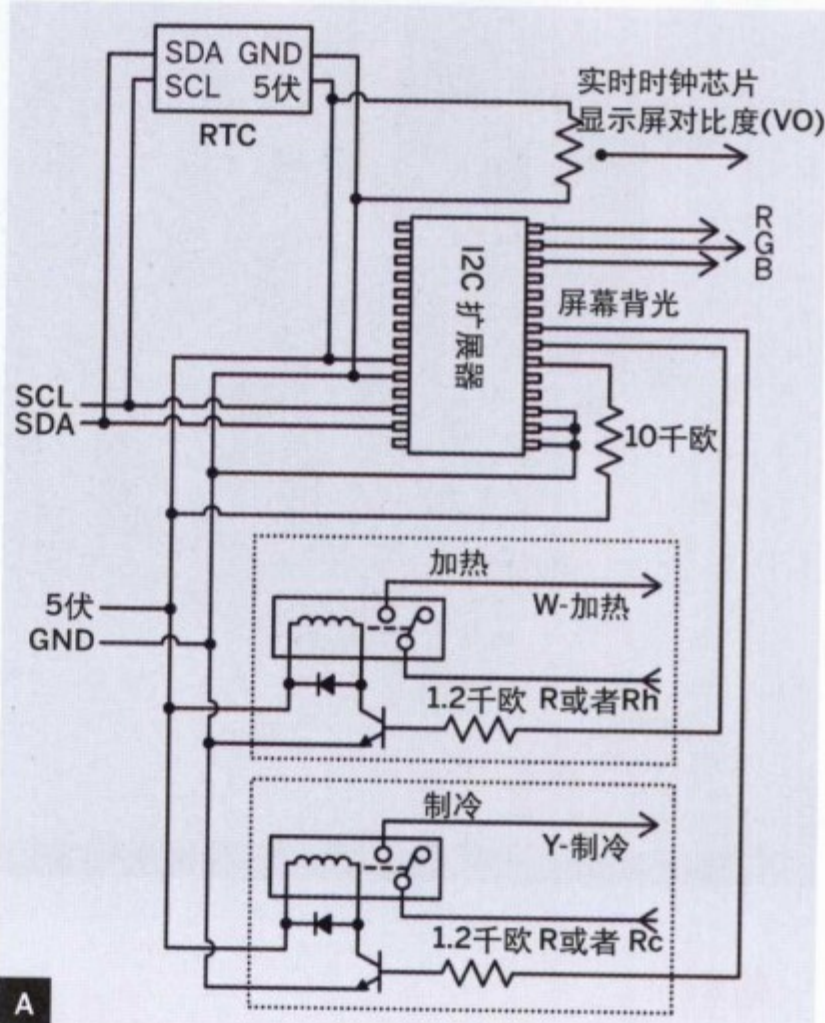 SDA GND
SCL 5伏
RTC
实时时钟芯片
显示屏对比度(VO)
R
G
B
I2C 扩展器
屏幕背光
SCL
SDA
10千欧
加热
W-加热
5伏
GND
1.2千欧 R或者Rh
制冷
Y-制冷
1.2千欧 R或者 Rc
A